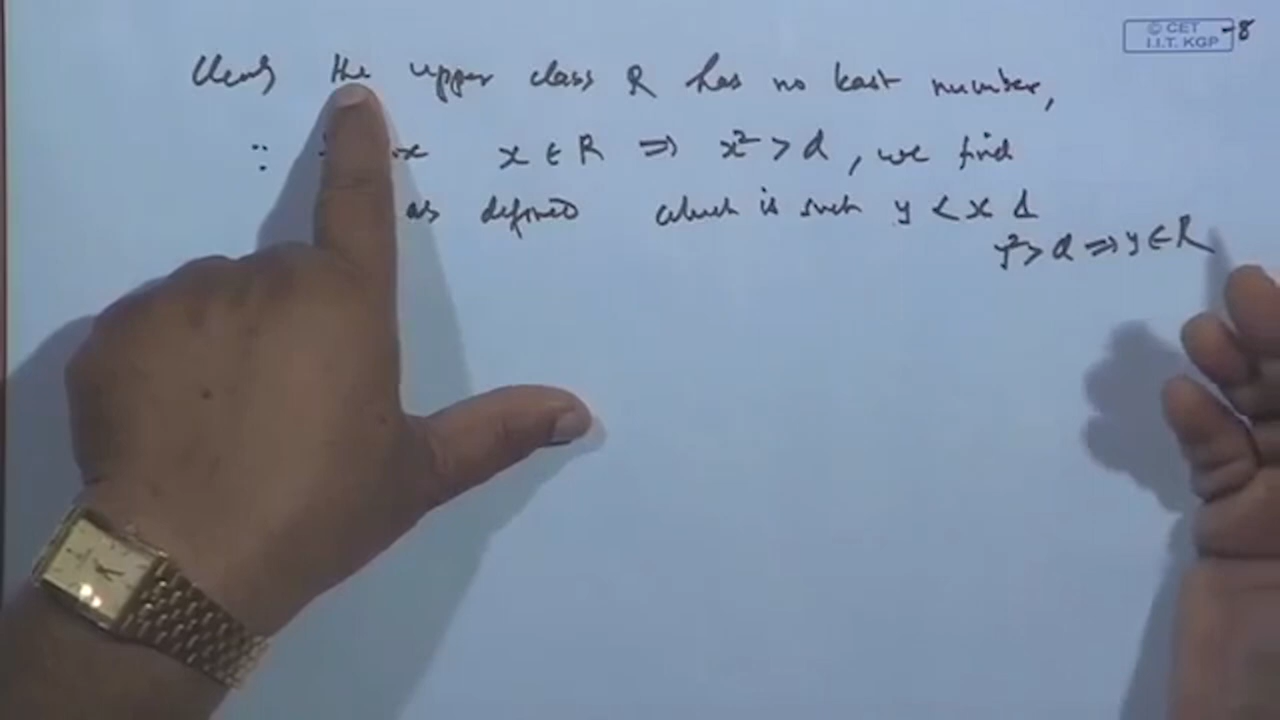 © CET
I.I.T. KGP -8
the upper class R has no least number,
∵ x x ∈ R ⇒ x² > d, we find
as defined which is such y < x &
y² > d ⇒ y ∈ R